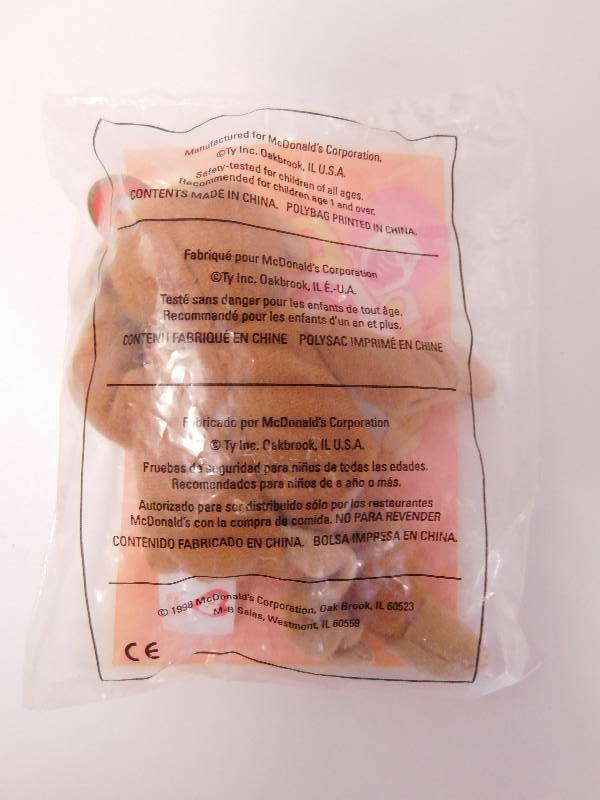 Manufactured for McDonald's Corporation.
©Ty Inc. Oakbrook, IL U.S.A.
Safety-tested for children of all ages.
Recommended for children age 1 and over.
CONTENTS MADE IN CHINA. POLYBAG PRINTED IN CHINA.
Fabriqué pour McDonald's Corporation
©Ty Inc. Oakbrook, IL É.-U.A.
Testé sans danger pour les enfants de tout âge.
Recommandé pour les enfants d'un an et plus.
CONTENU FABRIQUÉ EN CHINE POLYSAC IMPRIMÉ EN CHINE
Fabricado por McDonald's Corporation
© Ty Inc. Oakbrook, IL U.S.A.
Pruebas de seguridad para niños de todas las edades.
Recomendados para niños de a año o más.
Autorizado para ser distribuido sólo por los restaurantes
McDonald's con la compra de comida. NO PARA REVENDER
CONTENIDO FABRICADO EN CHINA. BOLSA IMPRESA EN CHINA.
© 1998 McDonald's Corporation, Oak Brook, IL 60523
M-B Sales, Westmont, IL 60559
CE